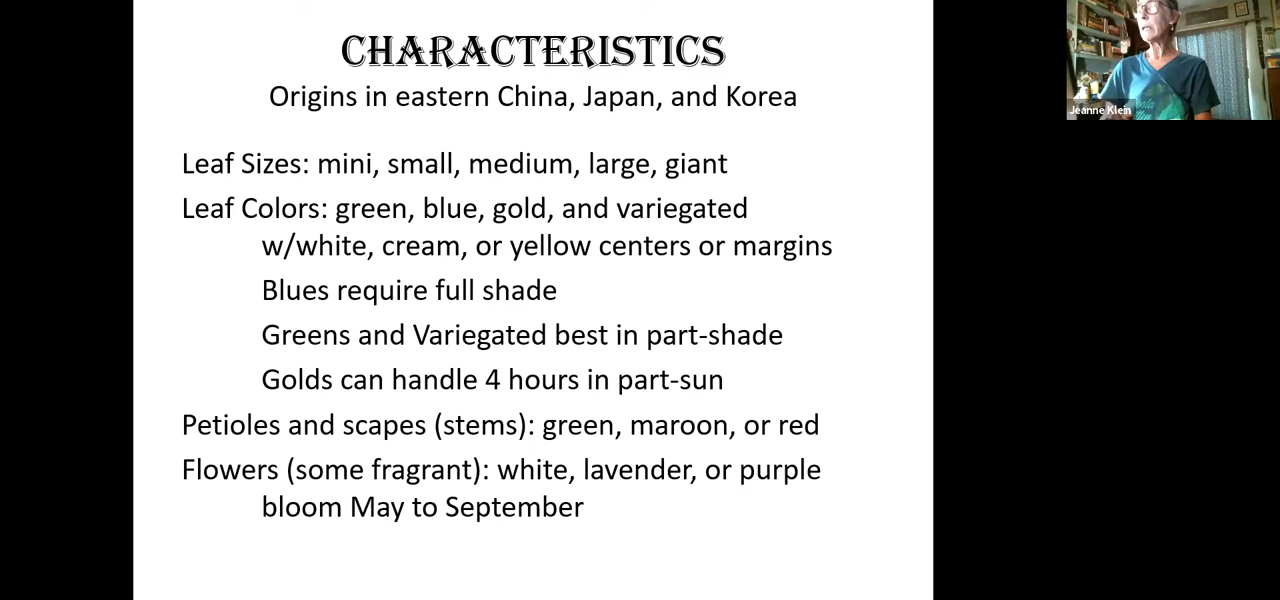 CHARACTERISTICS
Origins in eastern China, Japan, and Korea
Leaf Sizes: mini, small, medium, large, giant
Leaf Colors: green, blue, gold, and variegated
w/white, cream, or yellow centers or margins
Blues require full shade
Greens and Variegated best in part-shade
Golds can handle 4 hours in part-sun
Petioles and scapes (stems): green, maroon, or red
Flowers (some fragrant): white, lavender, or purple
bloom May to September
Jeanne Klein